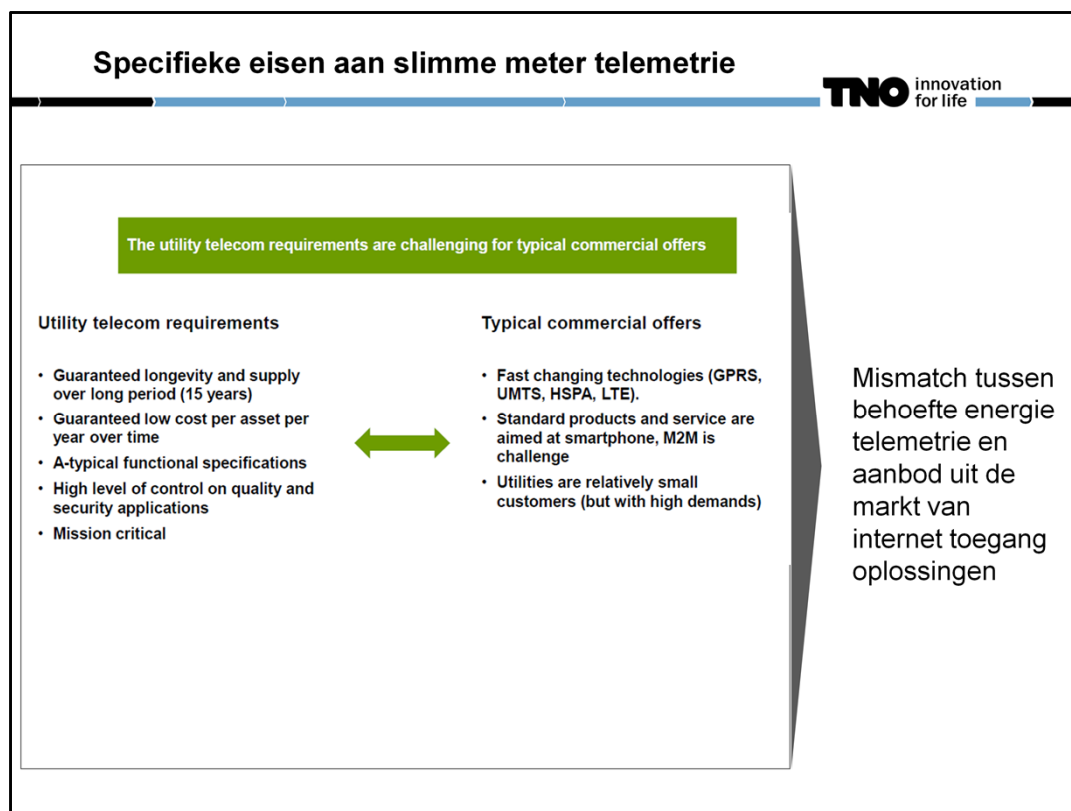 Specifieke eisen aan slimme meter telemetrie
TNO innovation
for life
The utility telecom requirements are challenging for typical commercial offers
Utility telecom requirements
• Guaranteed longevity and supply
over long period (15 years)
• Guaranteed low cost per asset per
year over time
• A-typical functional specifications
• High level of control on quality and
security applications
• Mission critical
Typical commercial offers
• Fast changing technologies (GPRS,
UMTS, HSPA, LTE).
• Standard products and service are
aimed at smartphone, M2M is
challenge
• Utilities are relatively small
customers (but with high demands)
Mismatch tussen
behoefte energie
telemetrie en
aanbod uit de
markt van
internet toegang
oplossingen